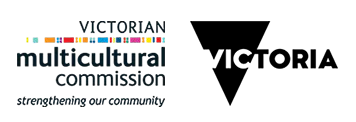 VICTORIAN
multicultural
commission
strengthening our community
VICTORIA